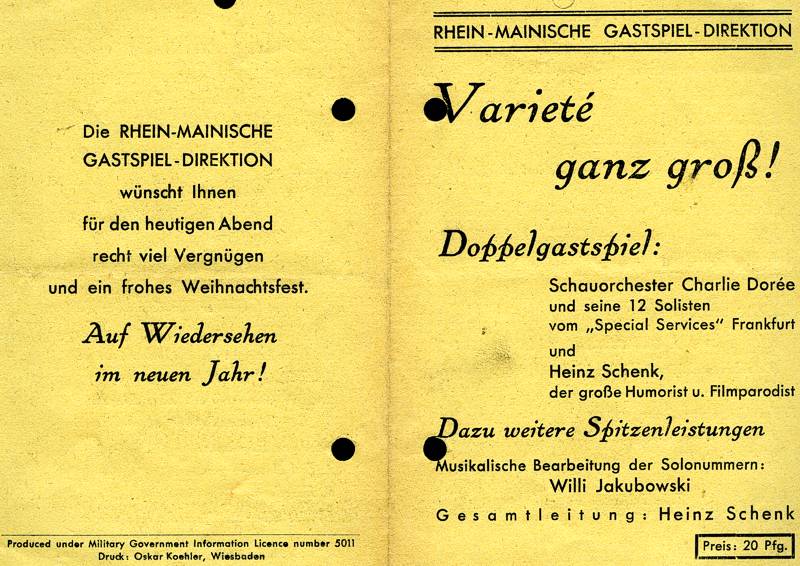 Die RHEIN-MAINISCHE
GASTSPIEL-DIREKTION
wünscht Ihnen
für den heutigen Abend
recht viel Vergnügen
und ein frohes Weihnachtsfest.
Auf Wiedersehen
im neuen Jahr!
Produced under Military Government Information Licence number 5011
Druck: Oskar Koehler, Wiesbaden
RHEIN-MAINISCHE GASTSPIEL-DIREKTION
Varieté
ganz groß!
Doppelgastspiel:
Schauorchester Charlie Dorée
und seine 12 Solisten
vom „Special Services" Frankfurt
und
Heinz Schenk,
der große Humorist u. Filmparodist
Dazu weitere Spitzenleistungen
Musikalische Bearbeitung der Solonummern:
Willi Jakubowski
Gesamtleitung: Heinz Schenk
Preis: 20 Pfg.